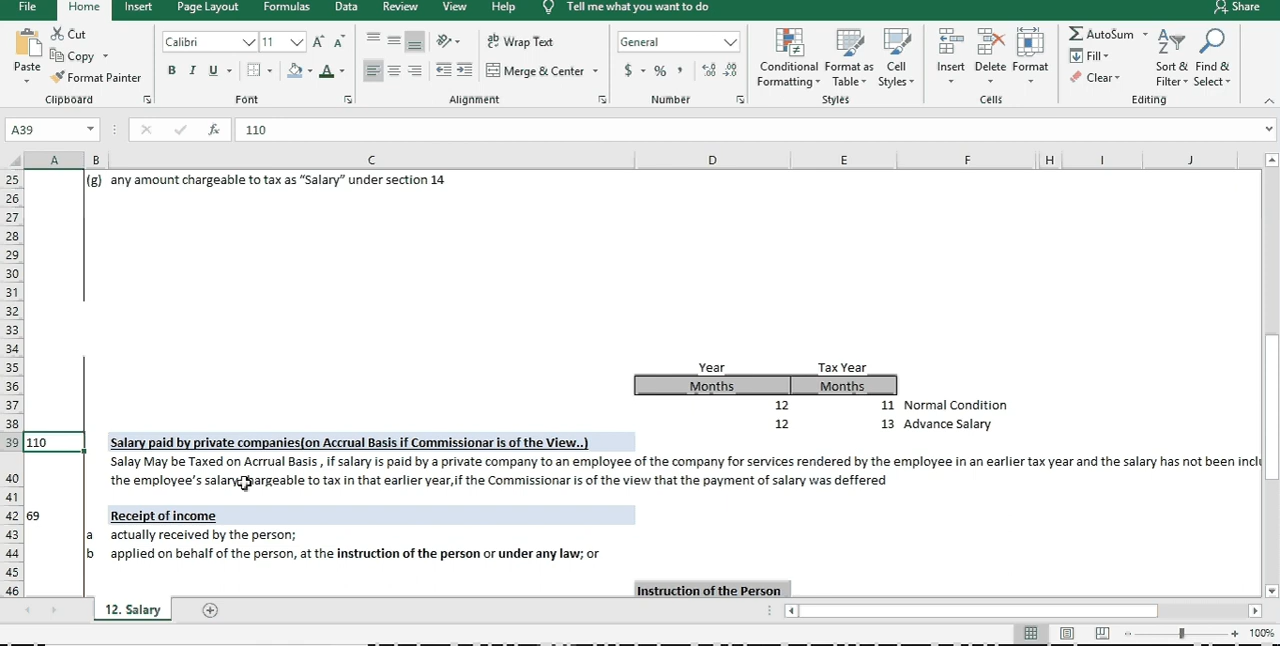 File Home Insert Page Layout Formulas Data Review View Help Tell me what you want to do Share
Cut Calibri 11 Wrap Text General AutoSum
Copy Fill
Paste Format Painter B I U Merge & Center $ % , Conditional Formatting Format as Table Cell Styles Insert Delete Format Clear Sort & Filter Find & Select
Clipboard Font Alignment Number Styles Cells Editing
A39 fx 110
A B C D E F H I J
25 (g) any amount chargeable to tax as “Salary” under section 14
26
27
28
29
30
31
32
33
34
35 Year Tax Year
36 Months Months
37 12 11 Normal Condition
38 12 13 Advance Salary
39 110 Salary paid by private companies(on Accrual Basis if Commissionar is of the View..)
Salay May be Taxed on Acrrual Basis , if salary is paid by a private company to an employee of the company for services rendered by the employee in an earlier tax year and the salary has not been inclu
40 the employee’s salary chargeable to tax in that earlier year,if the Commissionar is of the view that the payment of salary was deffered
41
42 69 Receipt of income
43 a actually received by the person;
44 b applied on behalf of the person, at the instruction of the person or under any law; or
45
46 Instruction of the Person
12. Salary
100%